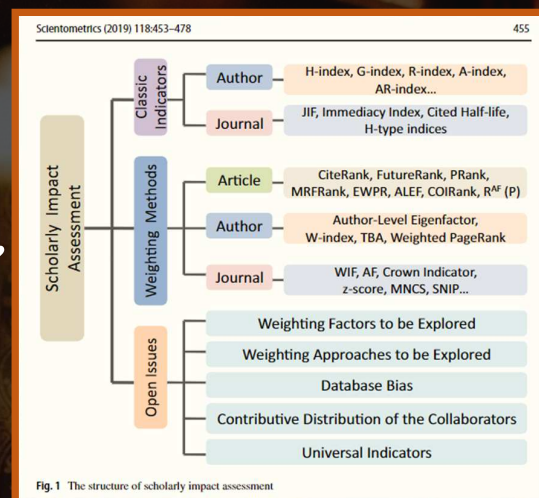 Scientometrics (2019) 118:453–478 455
Scholarly Impact
Assessment
Classic
Indicators
Author
H-index, G-index, R-index, A-index,
AR-index...
Journal
JIF, Immediacy Index, Cited Half-life,
H-type indices
Weighting Methods
Article
CiteRank, FutureRank, PRank,
MRFRank, EWPR, ALEF, COIRank, Rᴬꟳ (P)
Author
Author-Level Eigenfactor,
W-index, TBA, Weighted PageRank
Journal
WIF, AF, Crown Indicator,
z-score, MNCS, SNIP...
Open Issues
Weighting Factors to be Explored
Weighting Approaches to be Explored
Database Bias
Contributive Distribution of the Collaborators
Universal Indicators
Fig. 1 The structure of scholarly impact assessment